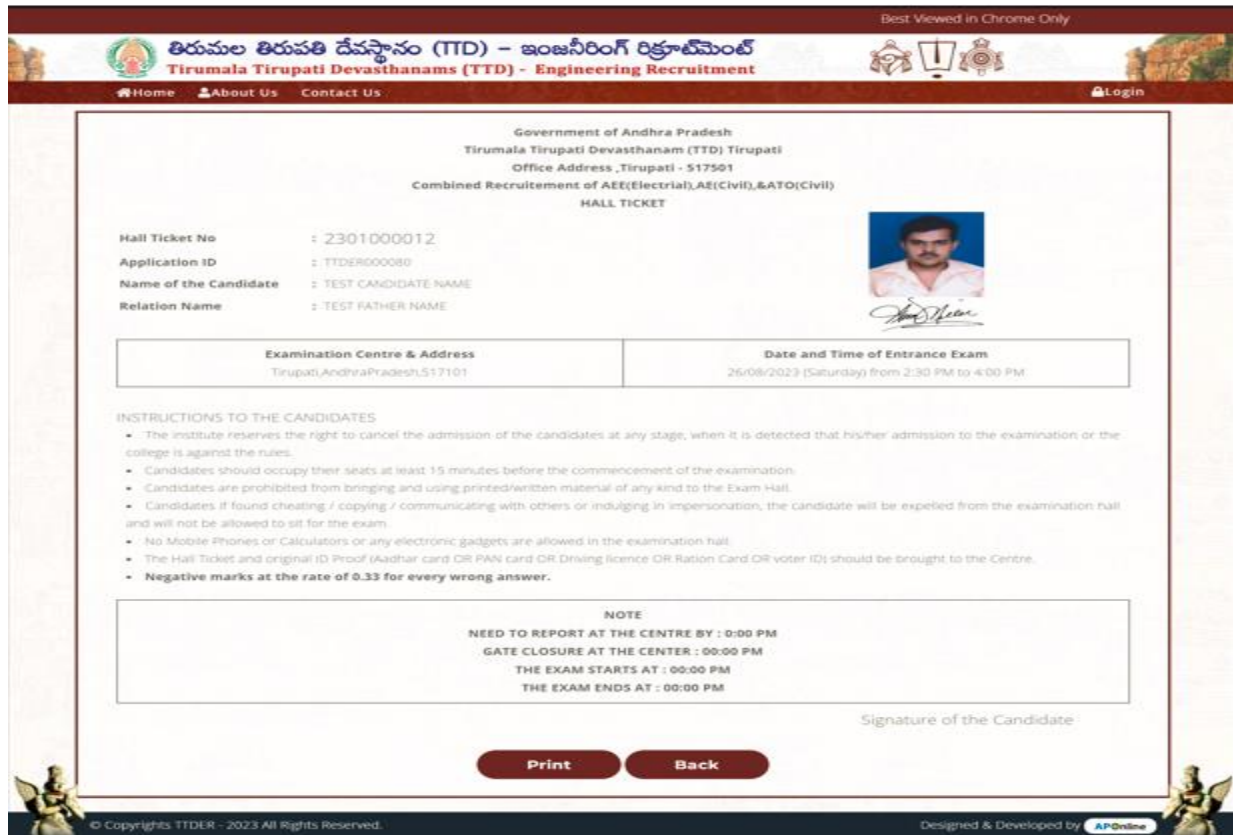 Best Viewed in Chrome Only
తిరుమల తిరుపతి దేవస్థానం (TTD) – ఇంజనీరింగ్ రిక్రూట్‌మెంట్
Tirumala Tirupati Devasthanams (TTD) - Engineering Recruitment
Home About Us Contact Us Login
Government of Andhra Pradesh
Tirumala Tirupati Devasthanam (TTD) Tirupati
Office Address ,Tirupati - 517501
Combined Recruitement of AEE(Electrial),AE(Civil),&ATO(Civil)
HALL TICKET
Hall Ticket No : 2301000012
Application ID : TTDER000080
Name of the Candidate : TEST CANDIDATE NAME
Relation Name : TEST FATHER NAME
Examination Centre & Address Date and Time of Entrance Exam
Tirupati,AndhraPradesh,517101 26/08/2023 (Saturday) from 2:30 PM to 4:00 PM
INSTRUCTIONS TO THE CANDIDATES
• The institute reserves the right to cancel the admission of the candidates at any stage, when it is detected that his/her admission to the examination or the
college is against the rules.
• Candidates should occupy their seats at least 15 minutes before the commencement of the examination.
• Candidates are prohibited from bringing and using printed/written material of any kind to the Exam Hall.
• Candidates if found cheating / copying / communicating with others or indulging in impersonation, the candidate will be expelled from the examination hall
and will not be allowed to sit for the exam.
• No Mobile Phones or Calculators or any electronic gadgets are allowed in the examination hall.
• The Hall Ticket and original ID Proof (Aadhar card OR PAN card OR Driving licence OR Ration Card OR voter ID) should be brought to the Centre.
• Negative marks at the rate of 0.33 for every wrong answer.
NOTE
NEED TO REPORT AT THE CENTRE BY : 0:00 PM
GATE CLOSURE AT THE CENTER : 00:00 PM
THE EXAM STARTS AT : 00:00 PM
THE EXAM ENDS AT : 00:00 PM
Signature of the Candidate
Print Back
© Copyrights TTDER - 2023 All Rights Reserved. Designed & Developed by APOnline